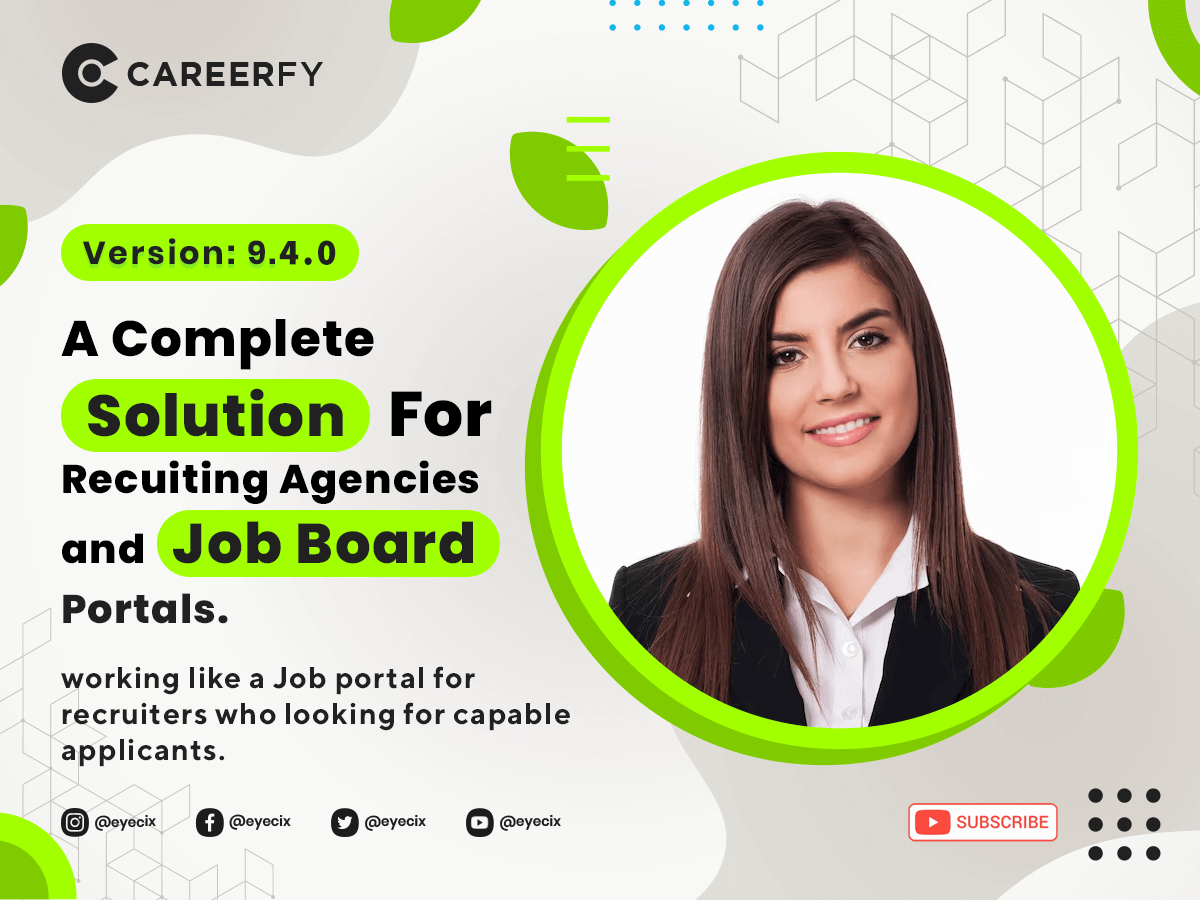 CAREERFY
Version: 9.4.0
A Complete
Solution For
Recuiting Agencies
and Job Board
Portals.
working like a Job portal for
recruiters who looking for capable
applicants.
@eyecix @eyecix @eyecix @eyecix
SUBSCRIBE